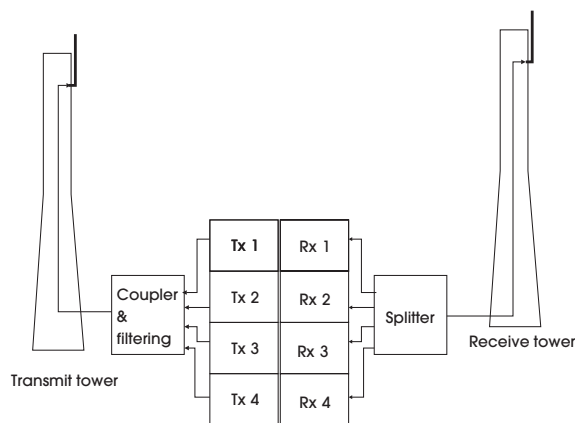 Tx 1
Rx 1
Coupler
&
filtering
Tx 2
Rx 2
Splitter
Tx 3
Rx 3
Receive tower
Transmit tower
Tx 4
Rx 4